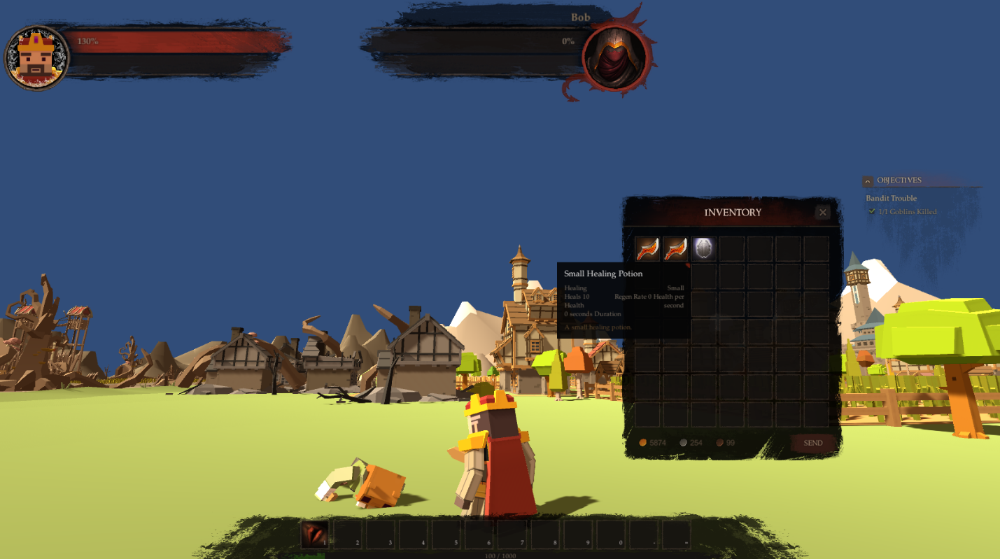 Bob
130%
0%
OBJECTIVES
Bandit Trouble
1/1 Goblins Killed
INVENTORY
Small Healing Potion
Healing Small
Heals 10 Regen Rate 0 Health per
Health second
0 seconds Duration
A small healing potion.
5874 254 99
SEND
1 2 3 4 5 6 7 8 9 0 - =
100 / 1000